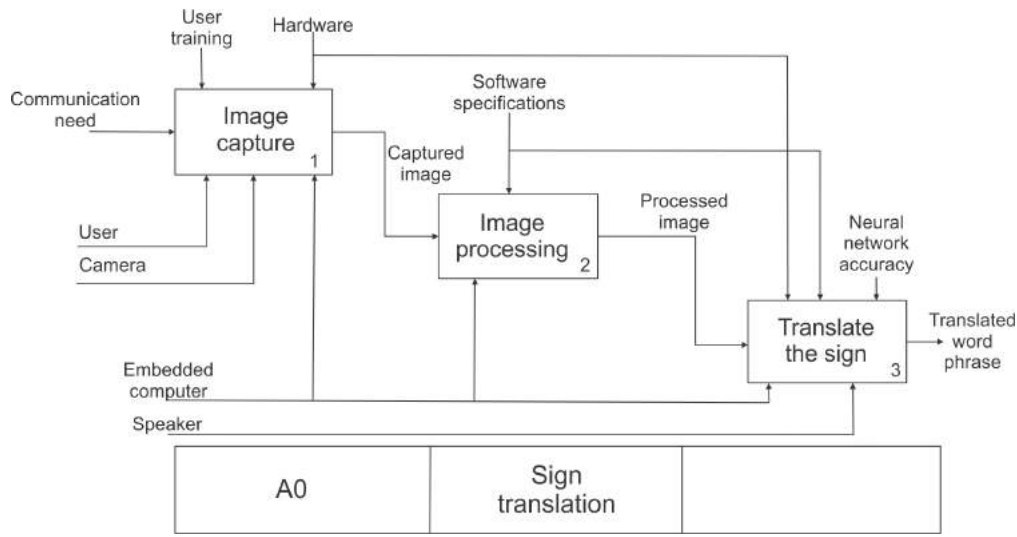 User
training
Hardware
Communication
need
Image
capture
1
Software
specifications
Captured
image
Image
processing
2
Processed
image
User
Camera
Neural
network
accuracy
Translate
the sign
3
Translated
word
phrase
Embedded
computer
Speaker
A0
Sign
translation